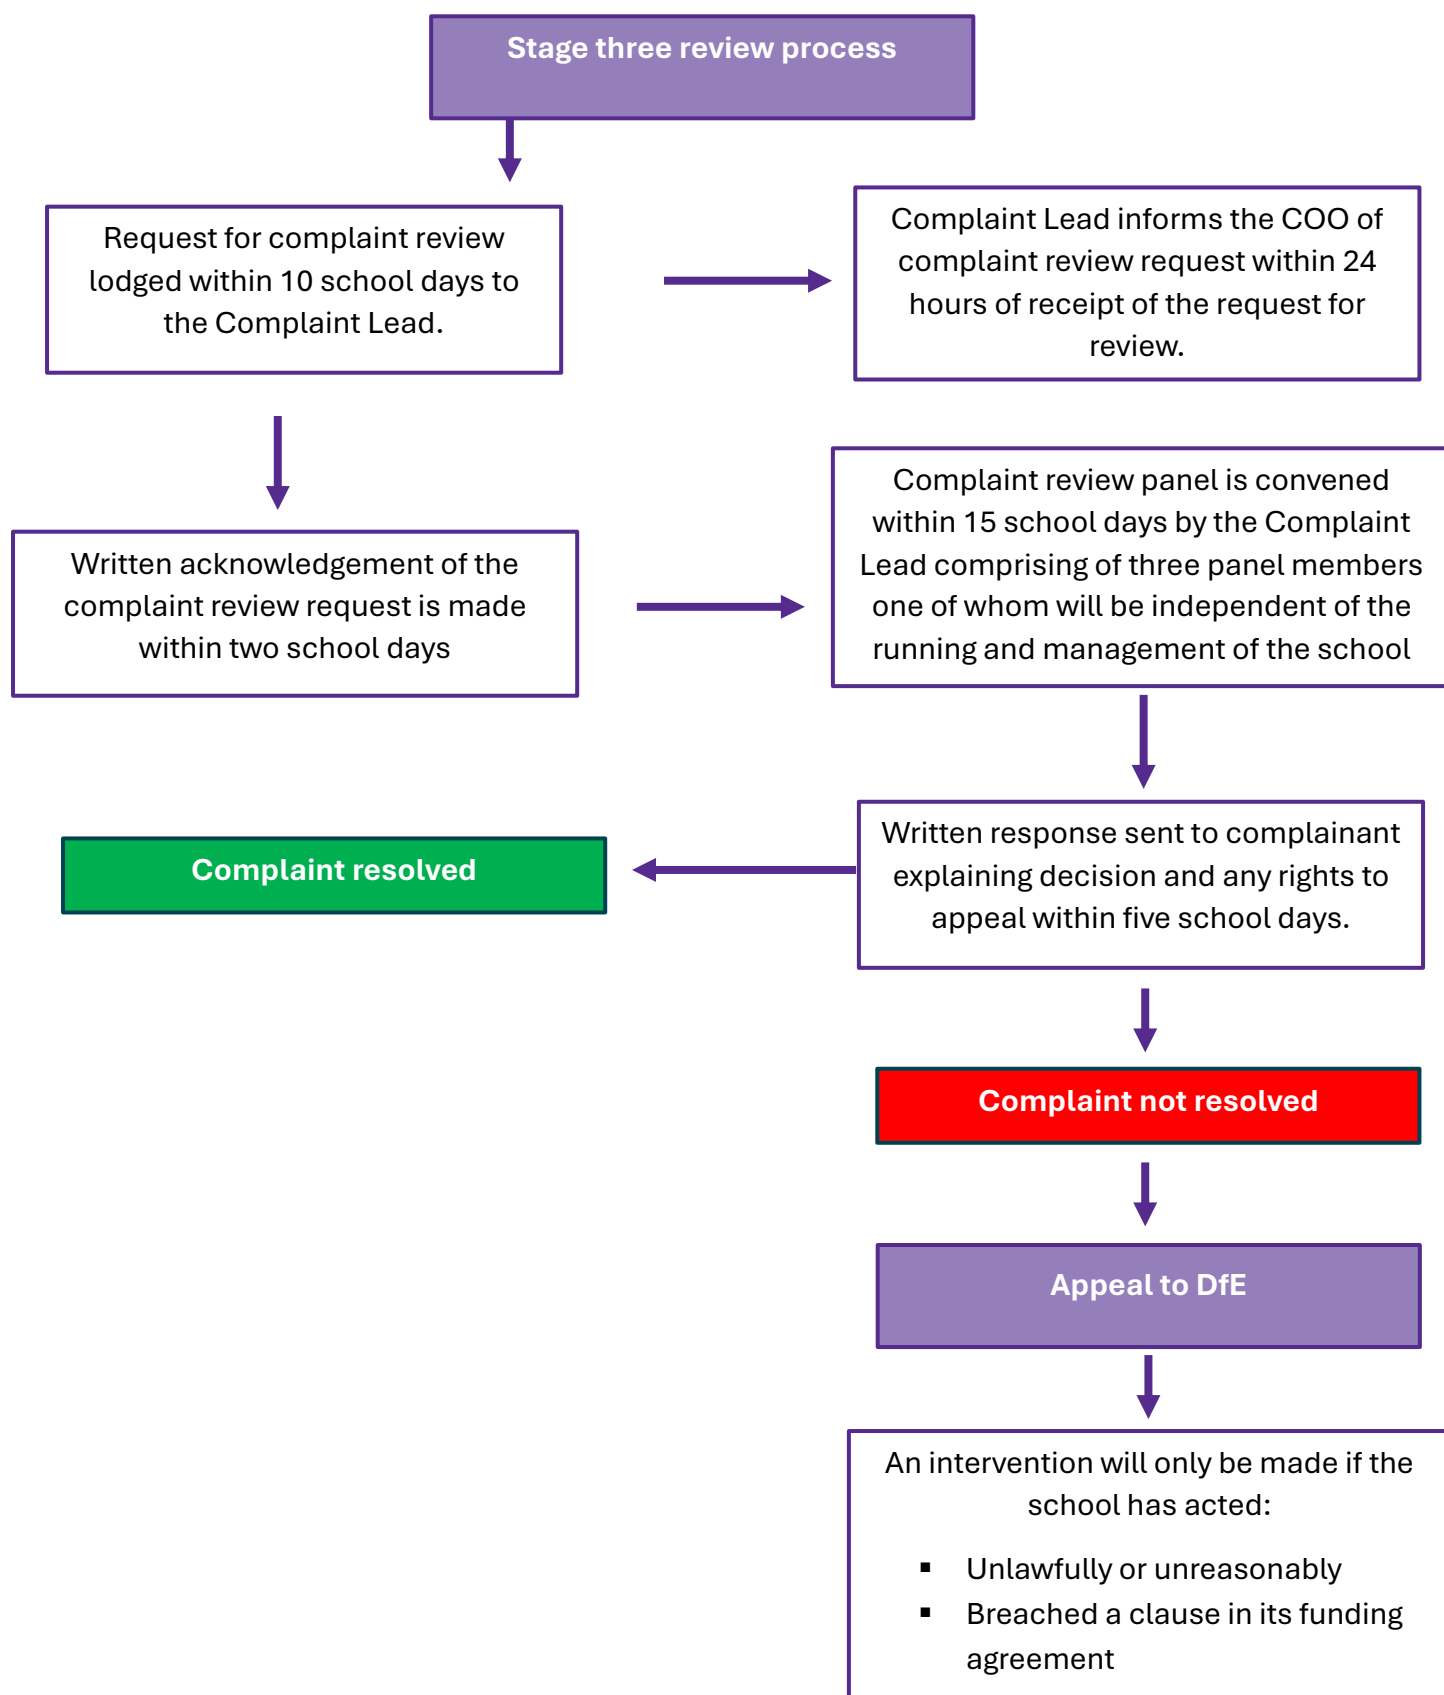 Stage three review process
Request for complaint review
lodged within 10 school days to
the Complaint Lead.
Complaint Lead informs the COO of
complaint review request within 24
hours of receipt of the request for
review.
Written acknowledgement of the
complaint review request is made
within two school days
Complaint review panel is convened
within 15 school days by the Complaint
Lead comprising of three panel members
one of whom will be independent of the
running and management of the school
Written response sent to complainant
explaining decision and any rights to
appeal within five school days.
Complaint resolved
Complaint not resolved
Appeal to DfE
An intervention will only be made if the
school has acted:
▪ Unlawfully or unreasonably
▪ Breached a clause in its funding
agreement